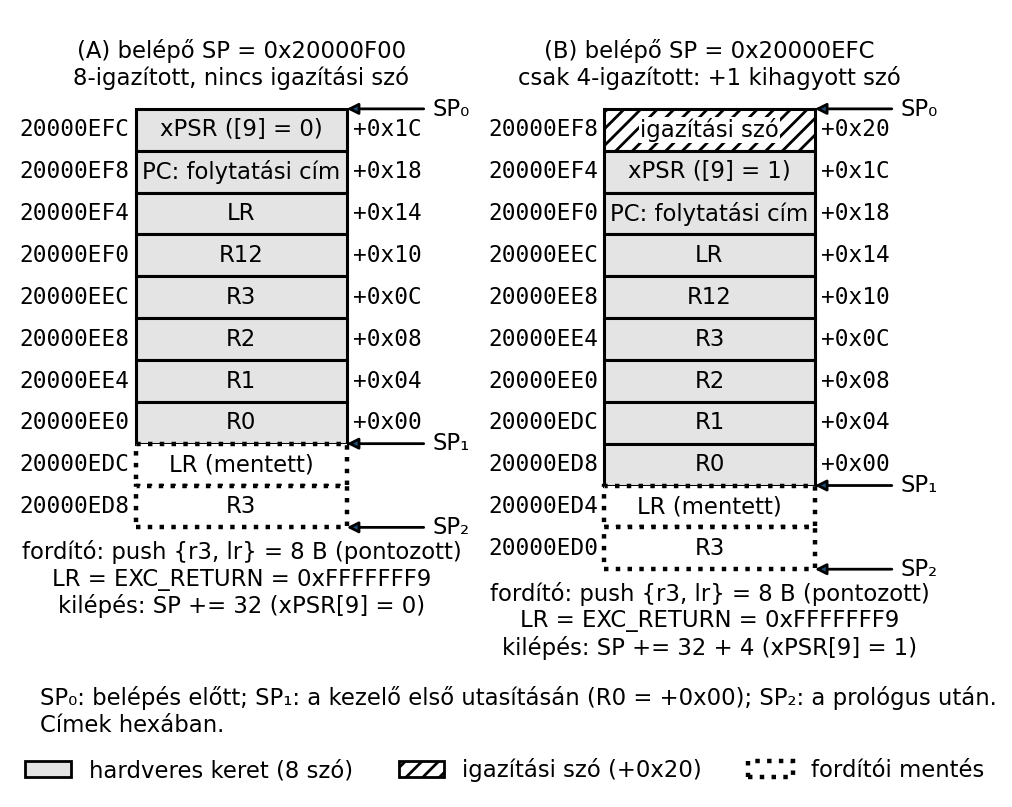 (A) belépő SP = 0x20000F00
8-igazított, nincs igazítási szó
SP₀
20000EFC xPSR ([9] = 0) +0x1C
20000EF8 PC: folytatási cím +0x18
20000EF4 LR +0x14
20000EF0 R12 +0x10
20000EEC R3 +0x0C
20000EE8 R2 +0x08
20000EE4 R1 +0x04
20000EE0 R0 +0x00
SP₁
20000EDC LR (mentett)
20000ED8 R3
SP₂
fordító: push {r3, lr} = 8 B (pontozott)
LR = EXC_RETURN = 0xFFFFFFF9
kilépés: SP += 32 (xPSR[9] = 0)
(B) belépő SP = 0x20000EFC
csak 4-igazított: +1 kihagyott szó
SP₀
20000EF8 igazítási szó +0x20
20000EF4 xPSR ([9] = 1) +0x1C
20000EF0 PC: folytatási cím +0x18
20000EEC LR +0x14
20000EE8 R12 +0x10
20000EE4 R3 +0x0C
20000EE0 R2 +0x08
20000EDC R1 +0x04
20000ED8 R0 +0x00
SP₁
20000ED4 LR (mentett)
20000ED0 R3
SP₂
fordító: push {r3, lr} = 8 B (pontozott)
LR = EXC_RETURN = 0xFFFFFFF9
kilépés: SP += 32 + 4 (xPSR[9] = 1)
SP₀: belépés előtt; SP₁: a kezelő első utasításán (R0 = +0x00); SP₂: a prológus után.
Címek hexában.
hardveres keret (8 szó)
igazítási szó (+0x20)
fordítói mentés